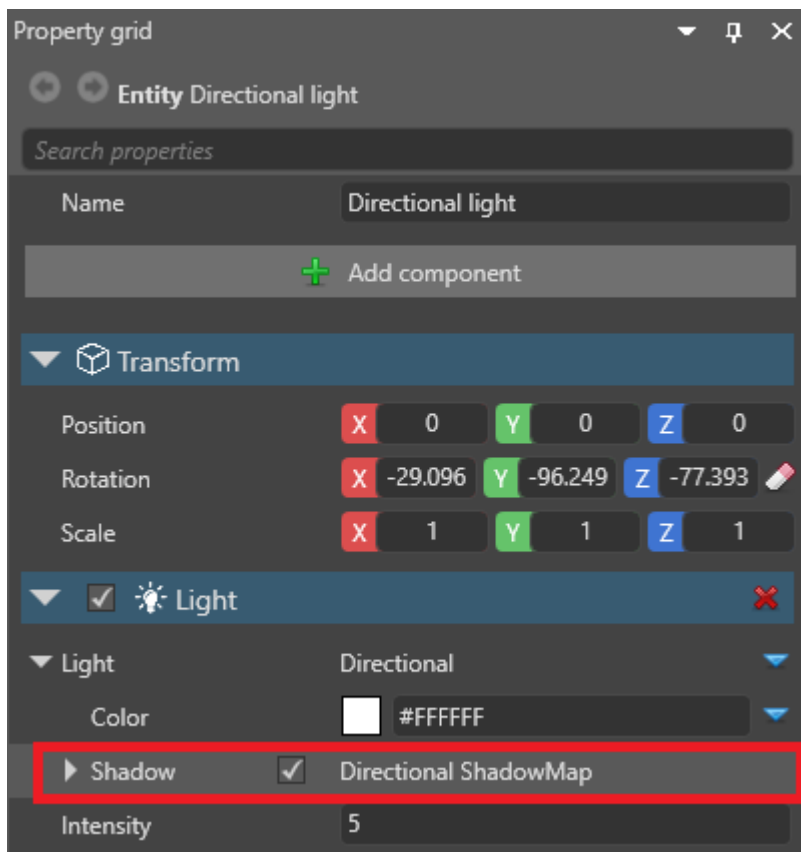 Property grid
Entity Directional light
Search properties
Name Directional light
Add component
Transform
Position X 0 Y 0 Z 0
Rotation X -29.096 Y -96.249 Z -77.393
Scale X 1 Y 1 Z 1
Light
Light Directional
Color #FFFFFF
Shadow Directional ShadowMap
Intensity 5